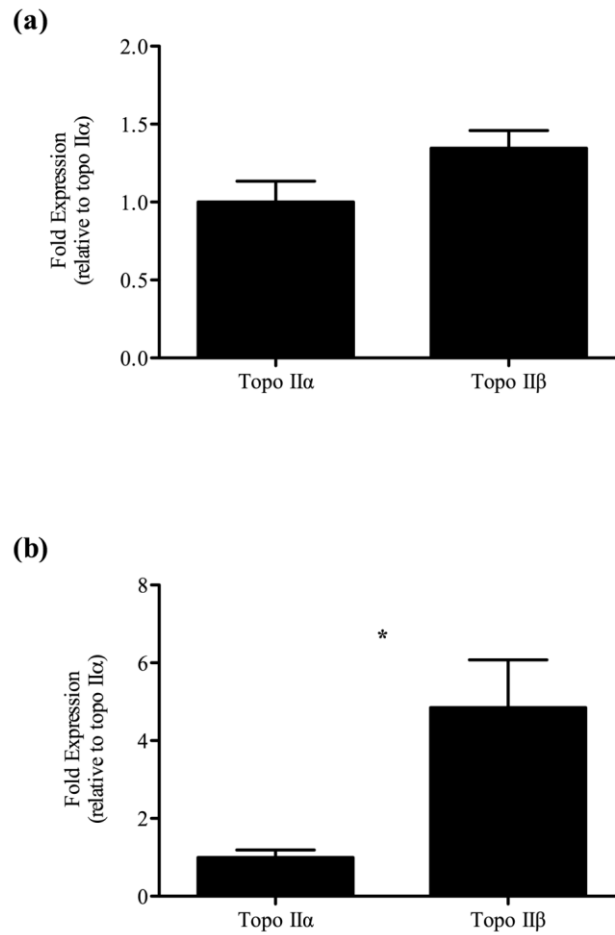 (a)
2.0
1.5
1.0
0.5
0.0
Fold Expression
(relative to topo IIα)
Topo IIα
Topo IIβ
(b)
8
6
4
2
0
Fold Expression
(relative to topo IIα)
*
Topo IIα
Topo IIβ